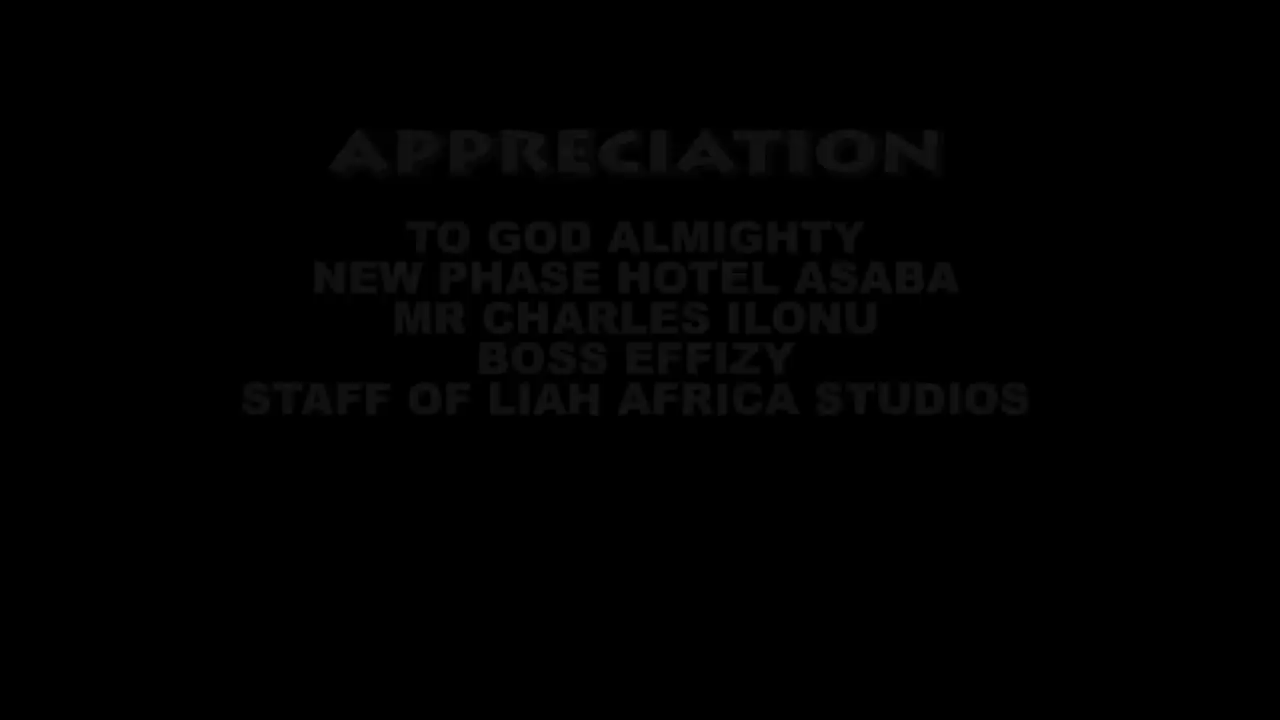 APPRECIATION
TO GOD ALMIGHTY
NEW PHASE HOTEL ASABA
MR CHARLES ILONU
BOSS EFFIZY
STAFF OF LIAH AFRICA STUDIOS